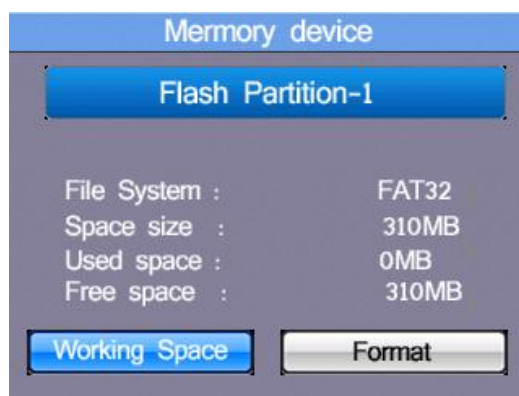 Mermory device
Flash Partition-1
File System : FAT32
Space size : 310MB
Used space : 0MB
Free space : 310MB
Working Space Format